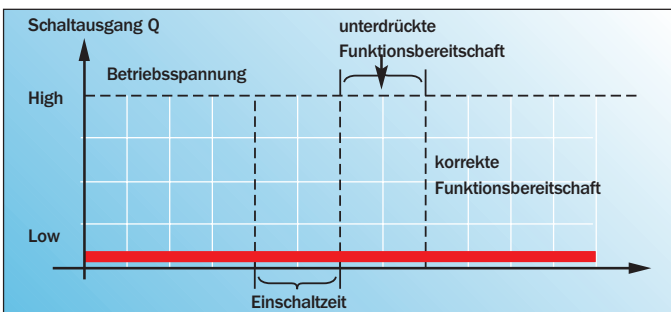 Schaltausgang Q
unterdrückte
Funktionsbereitschaft
Betriebsspannung
High
korrekte
Funktionsbereitschaft
Low
Einschaltzeit